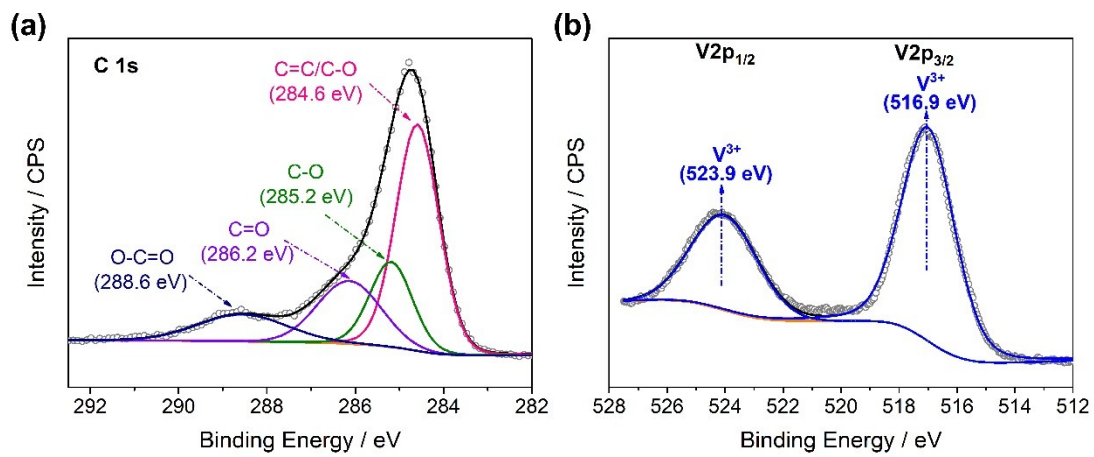 (a)
C 1s
C=C/C-O
(284.6 eV)
C-O
(285.2 eV)
C=O
(286.2 eV)
O-C=O
(288.6 eV)
Intensity / CPS
292 290 288 286 284 282
Binding Energy / eV
(b)
V2p1/2 V2p3/2
V3+
(516.9 eV)
V3+
(523.9 eV)
Intensity / CPS
528 526 524 522 520 518 516 514 512
Binding Energy / eV